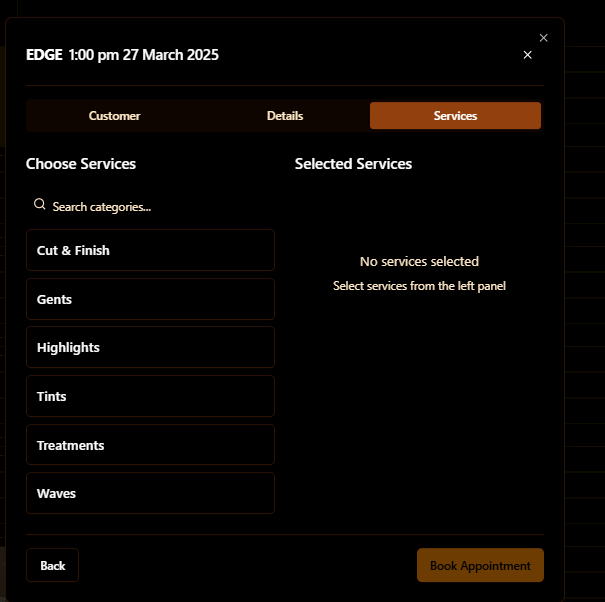 EDGE 1:00 pm 27 March 2025
Customer
Details
Services
Choose Services
Selected Services
Search categories...
Cut & Finish
Gents
Highlights
Tints
Treatments
Waves
No services selected
Select services from the left panel
Back
Book Appointment